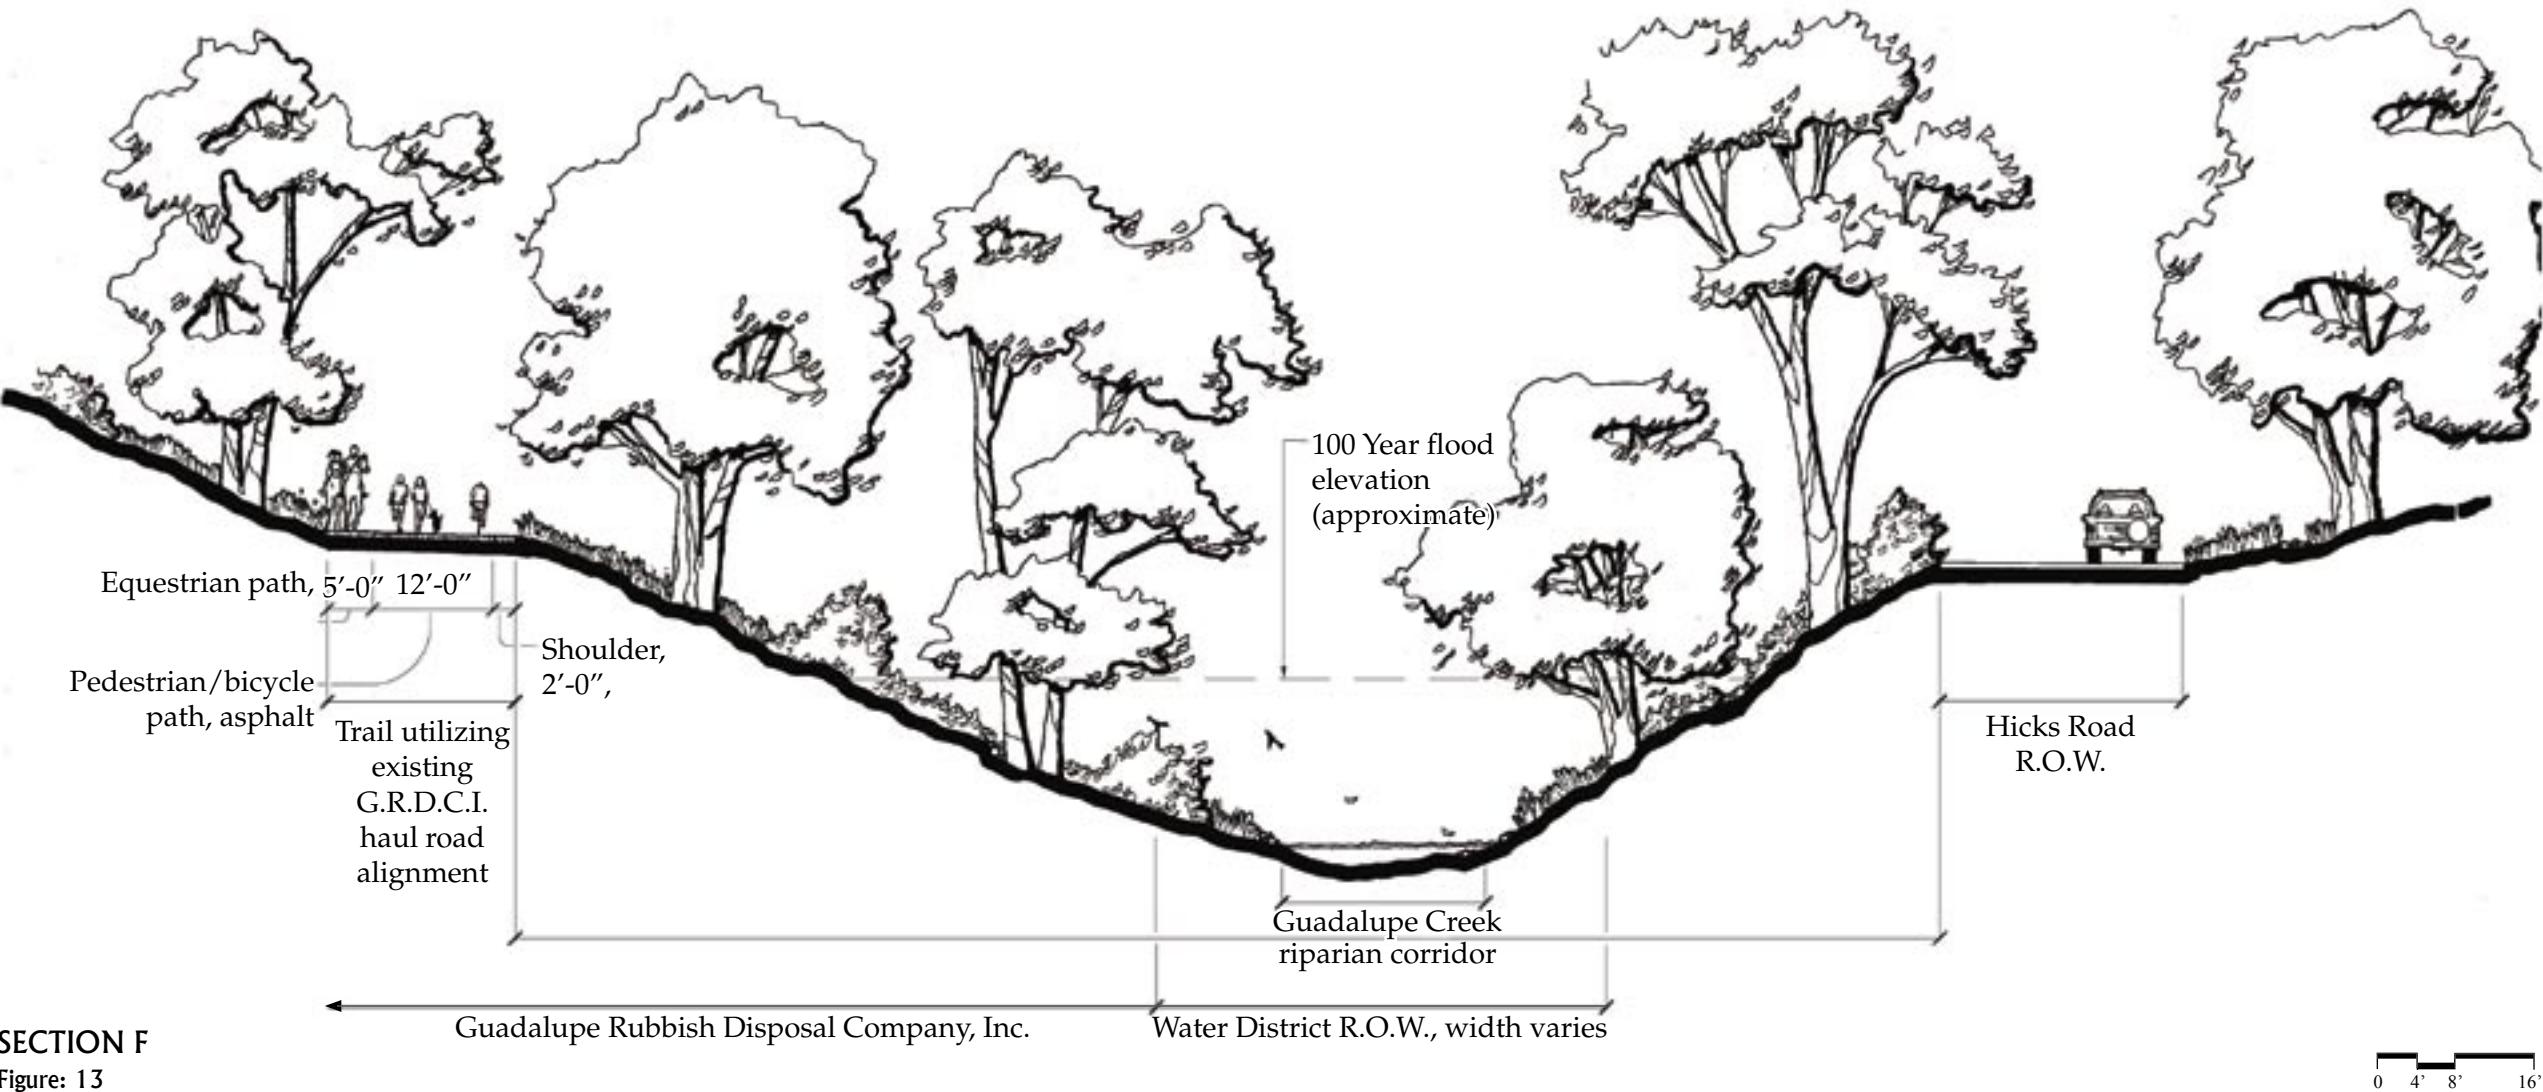 100 Year flood
elevation
(approximate)
Equestrian path, 5’-0” 12’-0”
Shoulder,
2’-0”,
Pedestrian/bicycle
path, asphalt
Trail utilizing
existing
G.R.D.C.I.
haul road
alignment
Hicks Road
R.O.W.
Guadalupe Creek
riparian corridor
Guadalupe Rubbish Disposal Company, Inc.
Water District R.O.W., width varies
SECTION F
Figure: 13
0 4’ 8’ 16’